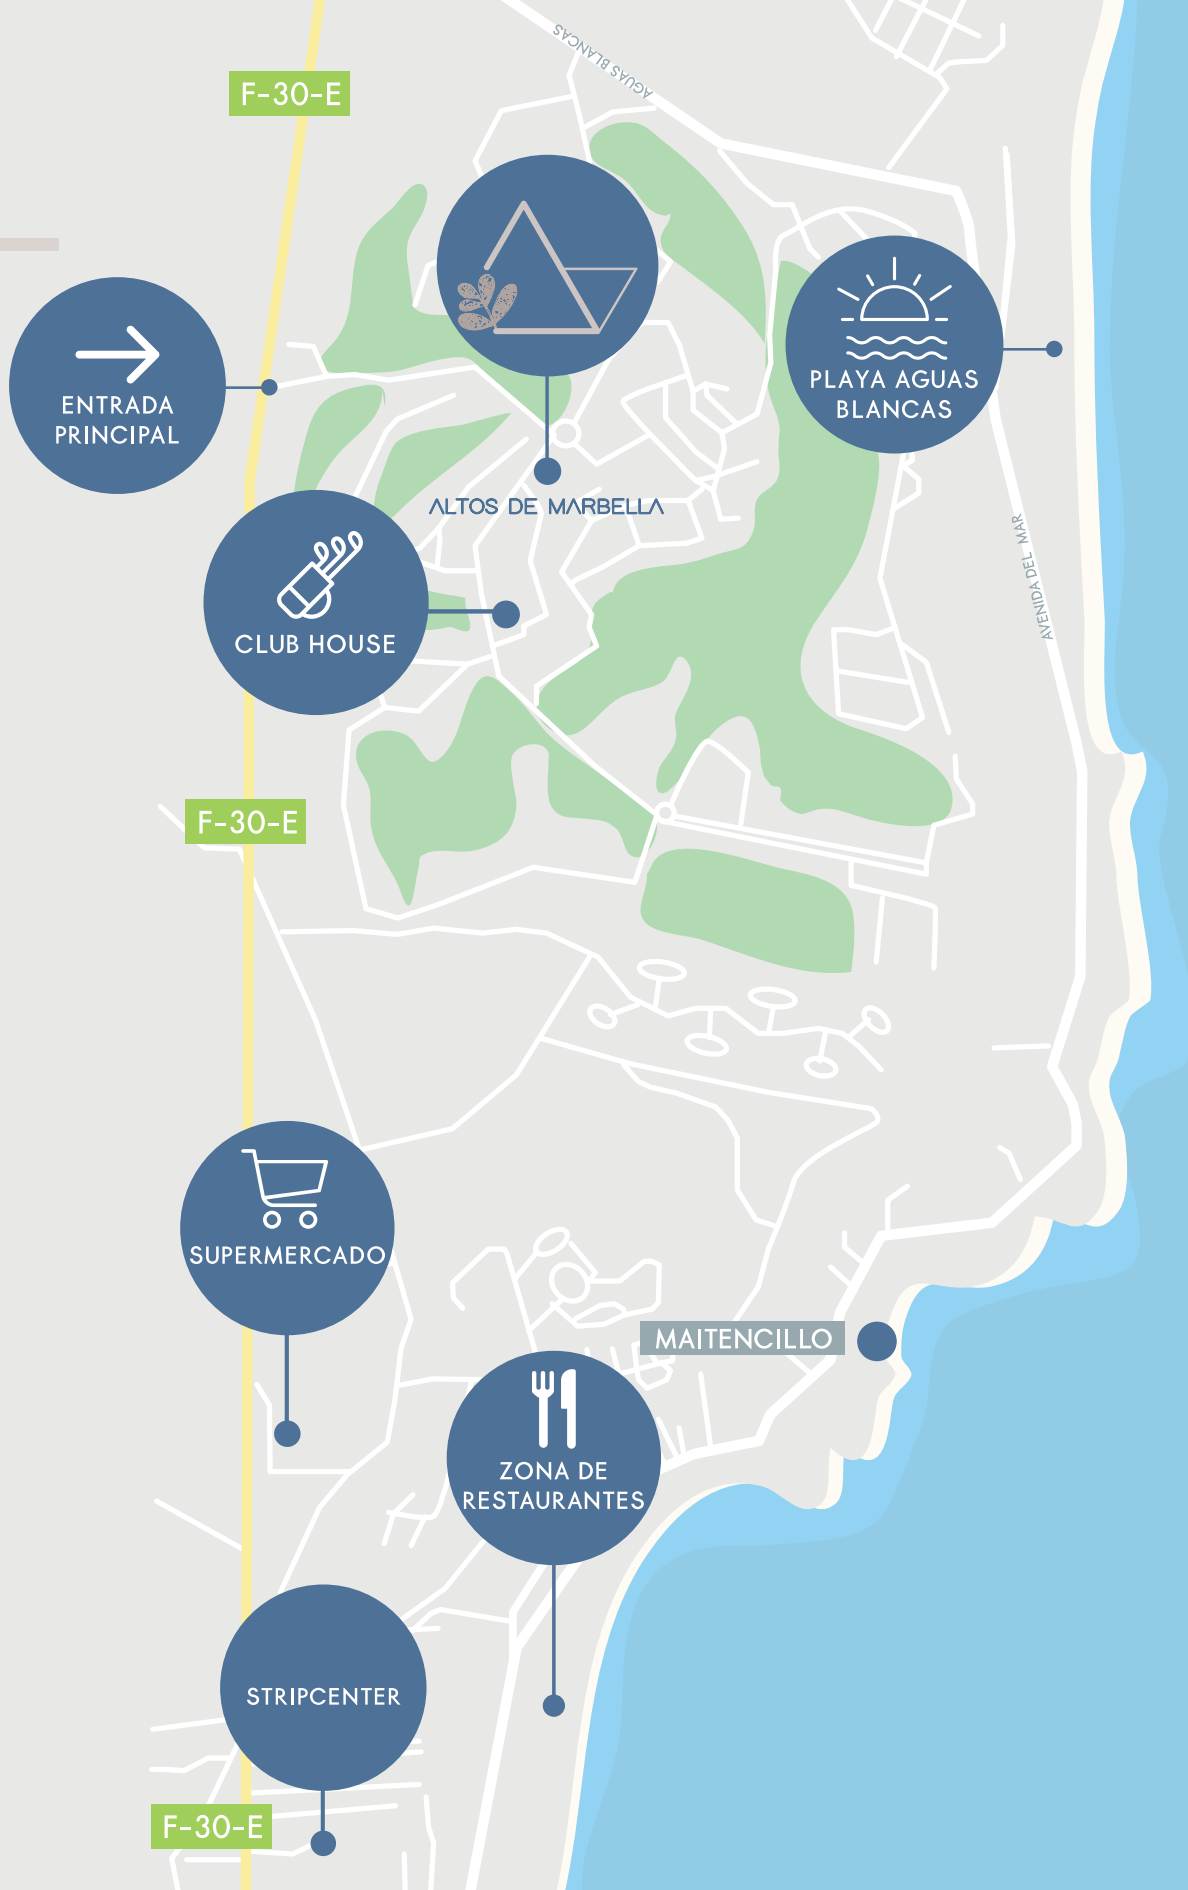 AGUAS BLANCAS
F-30-E
ENTRADA
PRINCIPAL
PLAYA AGUAS
BLANCAS
ALTOS DE MARBELLA
AVENIDA DEL MAR
CLUB HOUSE
F-30-E
SUPERMERCADO
MAITENCILLO
ZONA DE
RESTAURANTES
STRIPCENTER
F-30-E